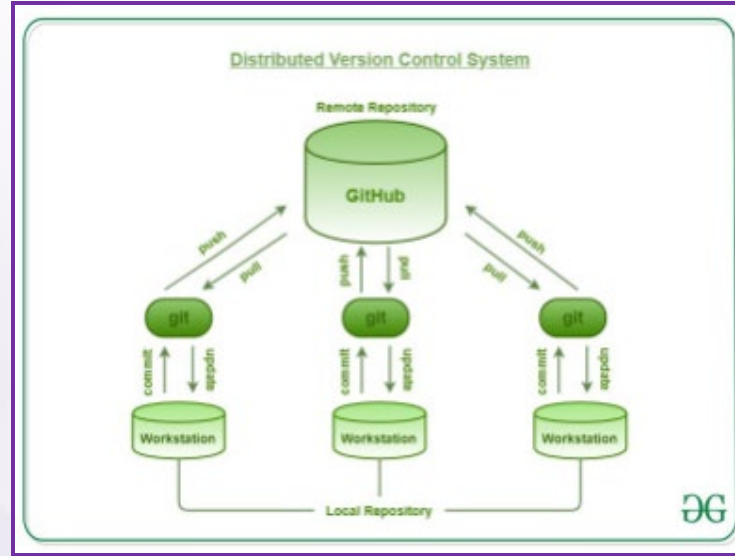 Distributed Version Control System
Remote Repository
GitHub
push
pull
push
pull
push
pull
git
git
git
commit
update
commit
update
commit
update
Workstation
Workstation
Workstation
Local Repository